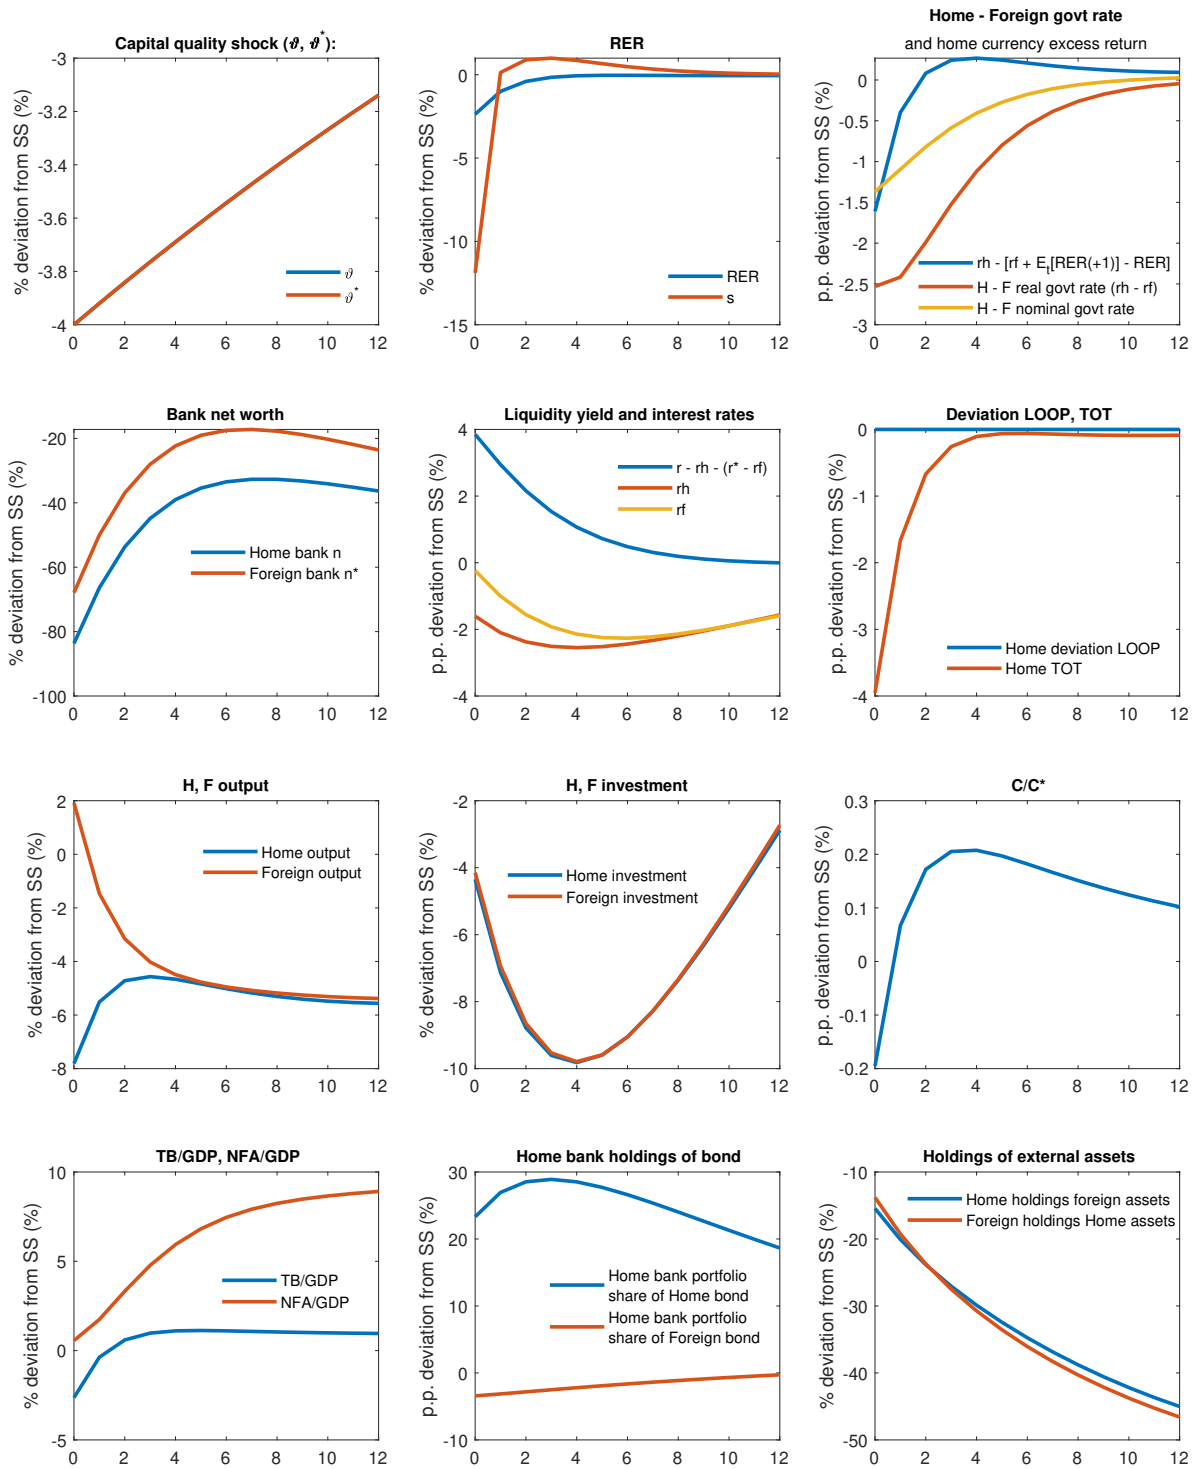 Capital quality shock (ϑ, ϑ*):
% deviation from SS (%)
-3
-3.2
-3.4
-3.6
-3.8
-4
0 2 4 6 8 10 12
ϑ
ϑ*
RER
% deviation from SS (%)
0
-5
-10
-15
0 2 4 6 8 10 12
RER
s
Home - Foreign govt rate
and home currency excess return
p.p. deviation from SS (%)
0
-0.5
-1
-1.5
-2
-2.5
-3
0 2 4 6 8 10 12
rh - [rf + E_t[RER(+1)] - RER]
H - F real govt rate (rh - rf)
H - F nominal govt rate
Bank net worth
% deviation from SS (%)
-20
-40
-60
-80
-100
0 2 4 6 8 10 12
Home bank n
Foreign bank n*
Liquidity yield and interest rates
p.p. deviation from SS (%)
4
2
0
-2
-4
0 2 4 6 8 10 12
r - rh - (r* - rf)
rh
rf
Deviation LOOP, TOT
p.p. deviation from SS (%)
0
-1
-2
-3
-4
0 2 4 6 8 10 12
Home deviation LOOP
Home TOT
H, F output
% deviation from SS (%)
2
0
-2
-4
-6
-8
0 2 4 6 8 10 12
Home output
Foreign output
H, F investment
% deviation from SS (%)
-2
-4
-6
-8
-10
0 2 4 6 8 10 12
Home investment
Foreign investment
C/C*
p.p. deviation from SS (%)
0.3
0.2
0.1
0
-0.1
-0.2
0 2 4 6 8 10 12
TB/GDP, NFA/GDP
% deviation from SS (%)
10
5
0
-5
0 2 4 6 8 10 12
TB/GDP
NFA/GDP
Home bank holdings of bond
p.p. deviation from SS (%)
30
20
10
0
-10
0 2 4 6 8 10 12
Home bank portfolio
share of Home bond
Home bank portfolio
share of Foreign bond
Holdings of external assets
% deviation from SS (%)
-10
-20
-30
-40
-50
0 2 4 6 8 10 12
Home holdings foreign assets
Foreign holdings Home assets